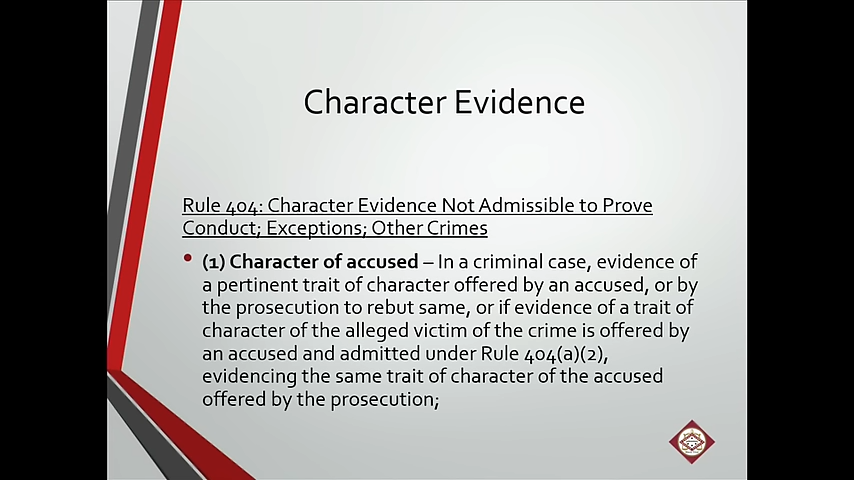 Character Evidence
Rule 404: Character Evidence Not Admissible to Prove
Conduct; Exceptions; Other Crimes
• (1) Character of accused – In a criminal case, evidence of
a pertinent trait of character offered by an accused, or by
the prosecution to rebut same, or if evidence of a trait of
character of the alleged victim of the crime is offered by
an accused and admitted under Rule 404(a)(2),
evidencing the same trait of character of the accused
offered by the prosecution;